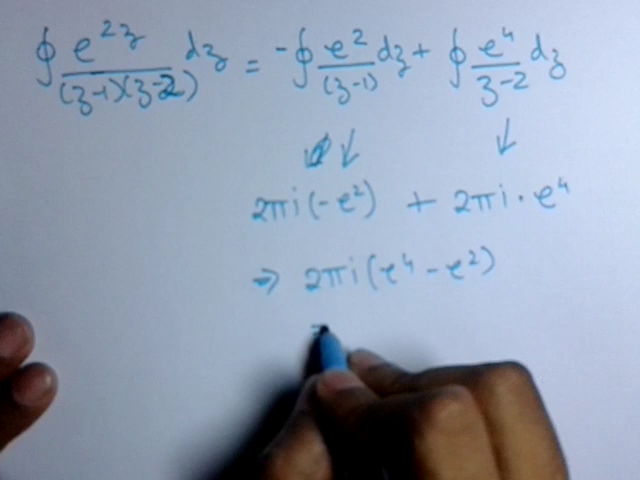 ∮ e^{2z}/((z-1)(z-2)) dz = -∮ e^2/(z-1) dz + ∮ e^4/(z-2) dz
↓ ↓
2πi(-e^2) + 2πi·e^4
⇒ 2πi(e^4 - e^2)